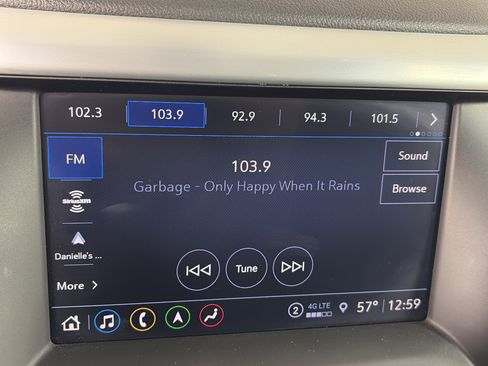 102.3 103.9 92.9 94.3 101.5
FM
103.9
Sound
Garbage - Only Happy When It Rains
Browse
SiriusXM
Danielle's ...
Tune
More
2 4G LTE 57° 12:59